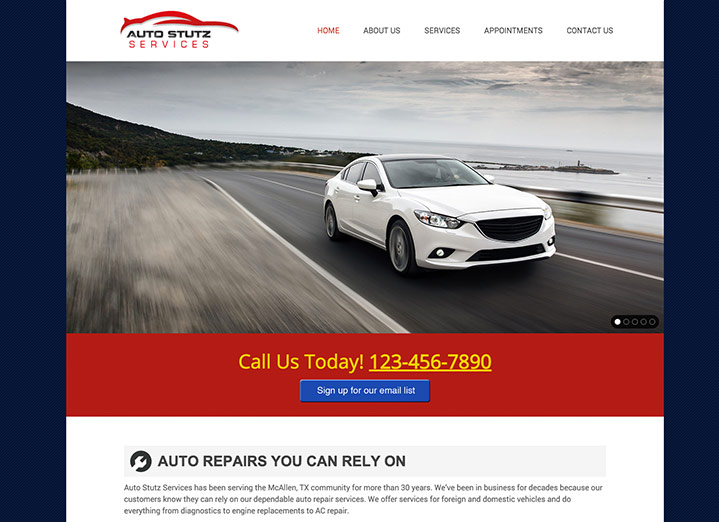 AUTO STUTZ
SERVICES
HOME ABOUT US SERVICES APPOINTMENTS CONTACT US
Call Us Today! 123-456-7890
Sign up for our email list
AUTO REPAIRS YOU CAN RELY ON
Auto Stutz Services has been serving the McAllen, TX community for more than 30 years. We've been in business for decades because our
customers know they can rely on our dependable auto repair services. We offer services for foreign and domestic vehicles and do
everything from diagnostics to engine replacements to AC repair.